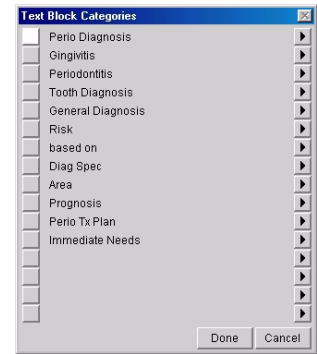 Text Block Categories
Perio Diagnosis
Gingivitis
Periodontitis
Tooth Diagnosis
General Diagnosis
Risk
based on
Diag Spec
Area
Prognosis
Perio Tx Plan
Immediate Needs
Done Cancel